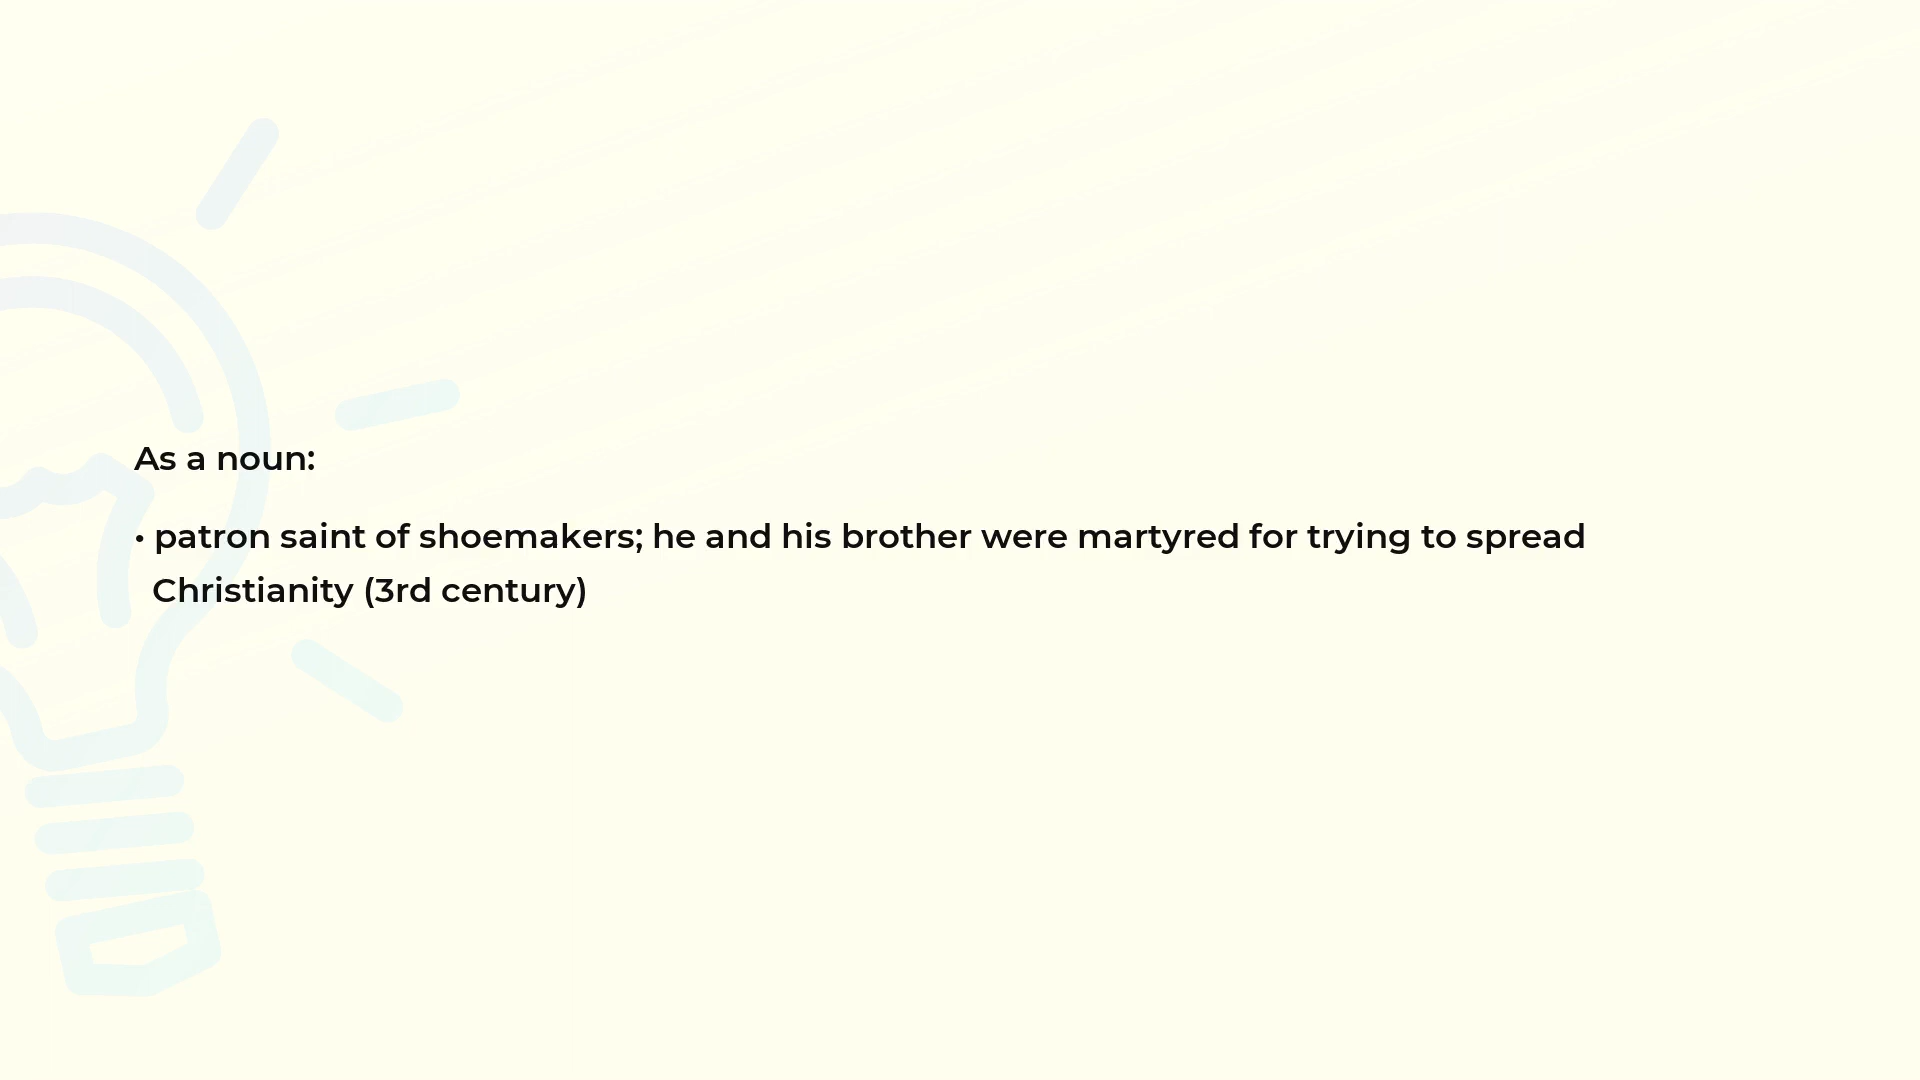 As a noun:
• patron saint of shoemakers; he and his brother were martyred for trying to spread
Christianity (3rd century)